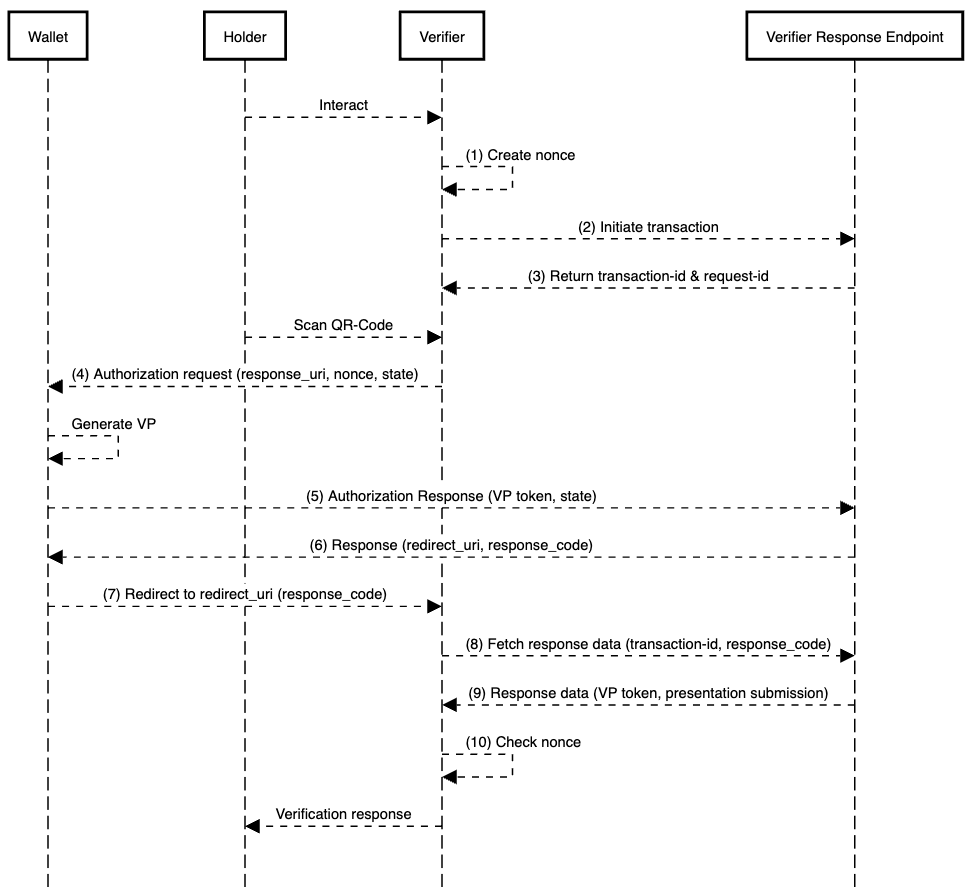 Wallet
Holder
Verifier
Verifier Response Endpoint
Interact
(1) Create nonce
(2) Initiate transaction
(3) Return transaction-id & request-id
Scan QR-Code
(4) Authorization request (response_uri, nonce, state)
Generate VP
(5) Authorization Response (VP token, state)
(6) Response (redirect_uri, response_code)
(7) Redirect to redirect_uri (response_code)
(8) Fetch response data (transaction-id, response_code)
(9) Response data (VP token, presentation submission)
(10) Check nonce
Verification response